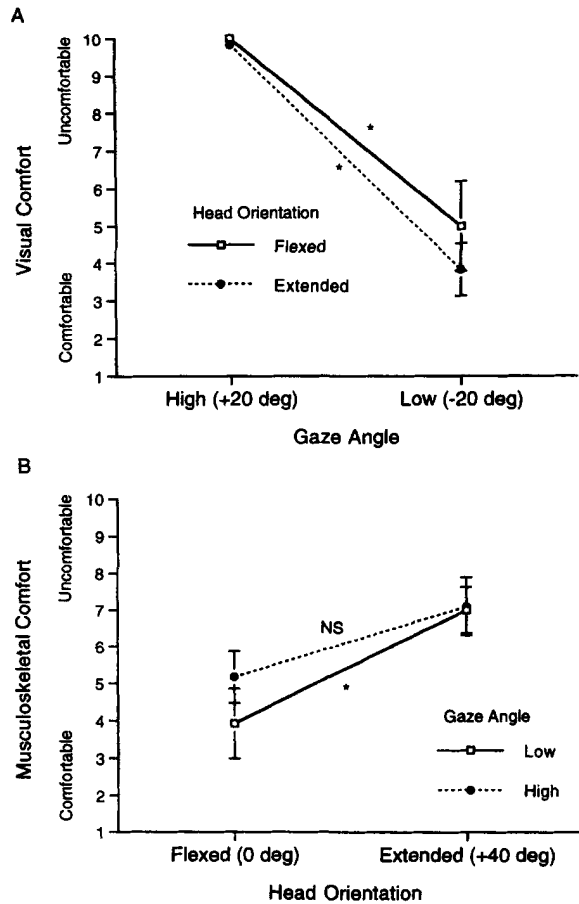 A
10
9
8
7
6
5
4
3
2
1
Uncomfortable
Comfortable
Visual Comfort
*
*
Head Orientation
Flexed
Extended
High (+20 deg)
Low (-20 deg)
Gaze Angle
B
10
9
8
7
6
5
4
3
2
1
Uncomfortable
Comfortable
Musculoskeletal Comfort
NS
*
Gaze Angle
Low
High
Flexed (0 deg)
Extended (+40 deg)
Head Orientation